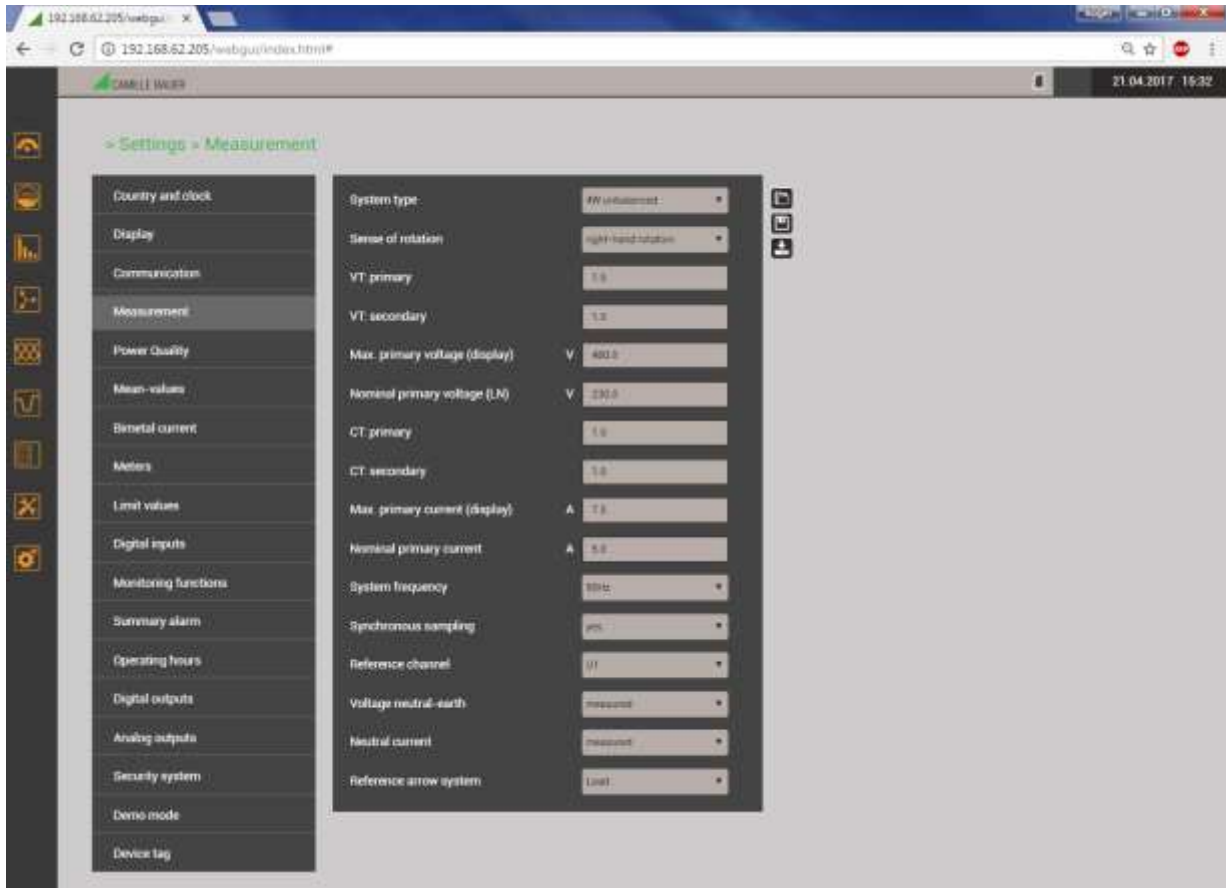 192.168.62.205/webgui
192.168.62.205/webgui/index.html#
CAMILLE BAUER
21.04.2017 16:32
» Settings » Measurement
Country and clock
Display
Communication
Measurement
Power Quality
Mean-values
Bimetal current
Meters
Limit values
Digital inputs
Monitoring functions
Summary alarm
Operating hours
Digital outputs
Analog outputs
Security system
Demo mode
Device tag
System type 4W unbalanced
Sense of rotation right-hand rotation
VT: primary 1.0
VT: secondary 1.0
Max. primary voltage (display) V 480.0
Nominal primary voltage (LN) V 230.0
CT: primary 1.0
CT: secondary 1.0
Max. primary current (display) A 7.5
Nominal primary current A 5.0
System frequency 50Hz
Synchronous sampling yes
Reference channel U1
Voltage neutral-earth measured
Neutral current measured
Reference arrow system Load